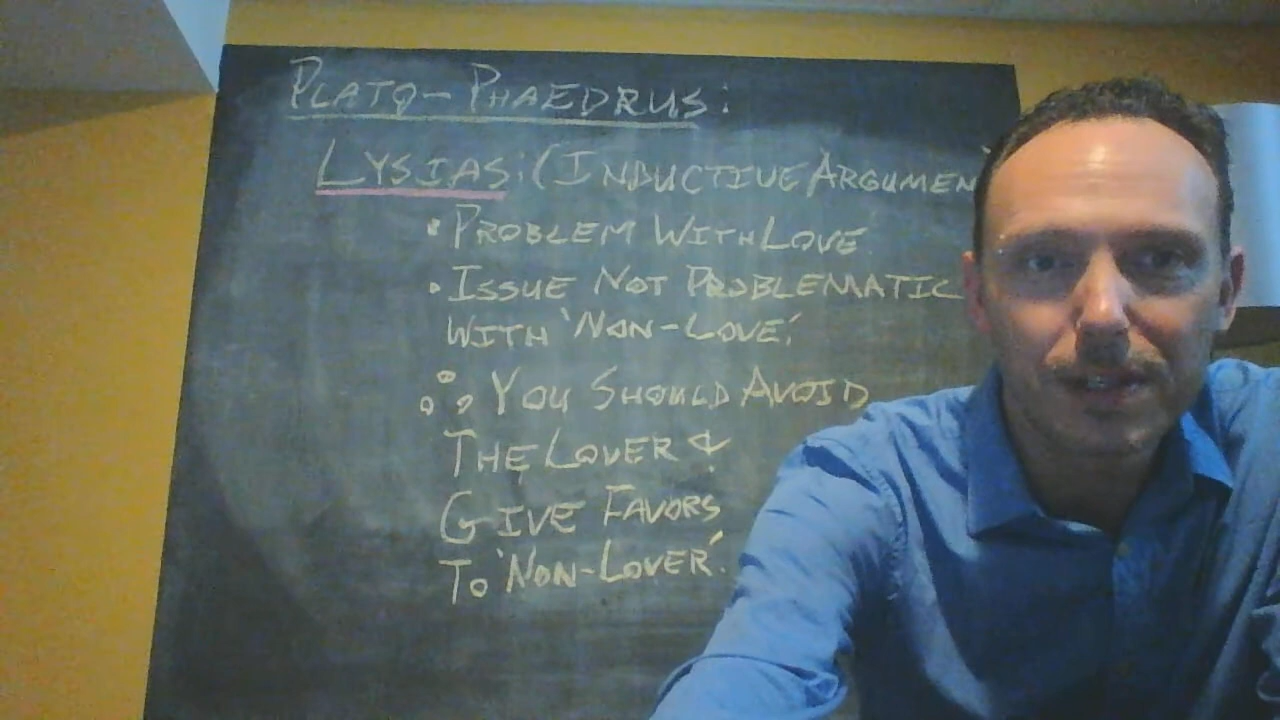 PLATO-PHAEDRUS:
LYSIAS: (INDUCTIVE ARGUMEN
• PROBLEM WITH LOVE
• ISSUE NOT PROBLEMATIC
WITH 'NON-LOVE.'
∴ YOU SHOULD AVOID
THE LOVER &
GIVE FAVORS
TO 'NON-LOVER.'